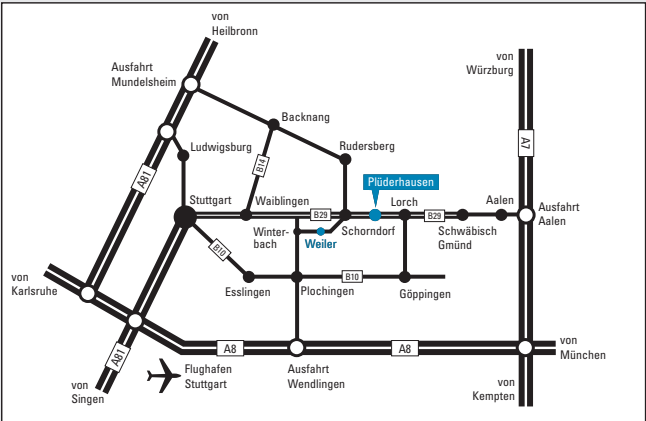 von
Heilbronn
Ausfahrt
Mundelsheim
von
Würzburg
Backnang
Ludwigsburg
Rudersberg
A7
B14
A81
Plüderhausen
Stuttgart
Waiblingen
B29
Lorch
B29
Aalen
Ausfahrt
Aalen
Winter-
bach
Weiler
Schorndorf
Schwäbisch
Gmünd
B10
von
Karlsruhe
Esslingen
Plochingen
B10
Göppingen
A81
A8
A8
von
München
Flughafen
Stuttgart
Ausfahrt
Wendlingen
von
Singen
von
Kempten